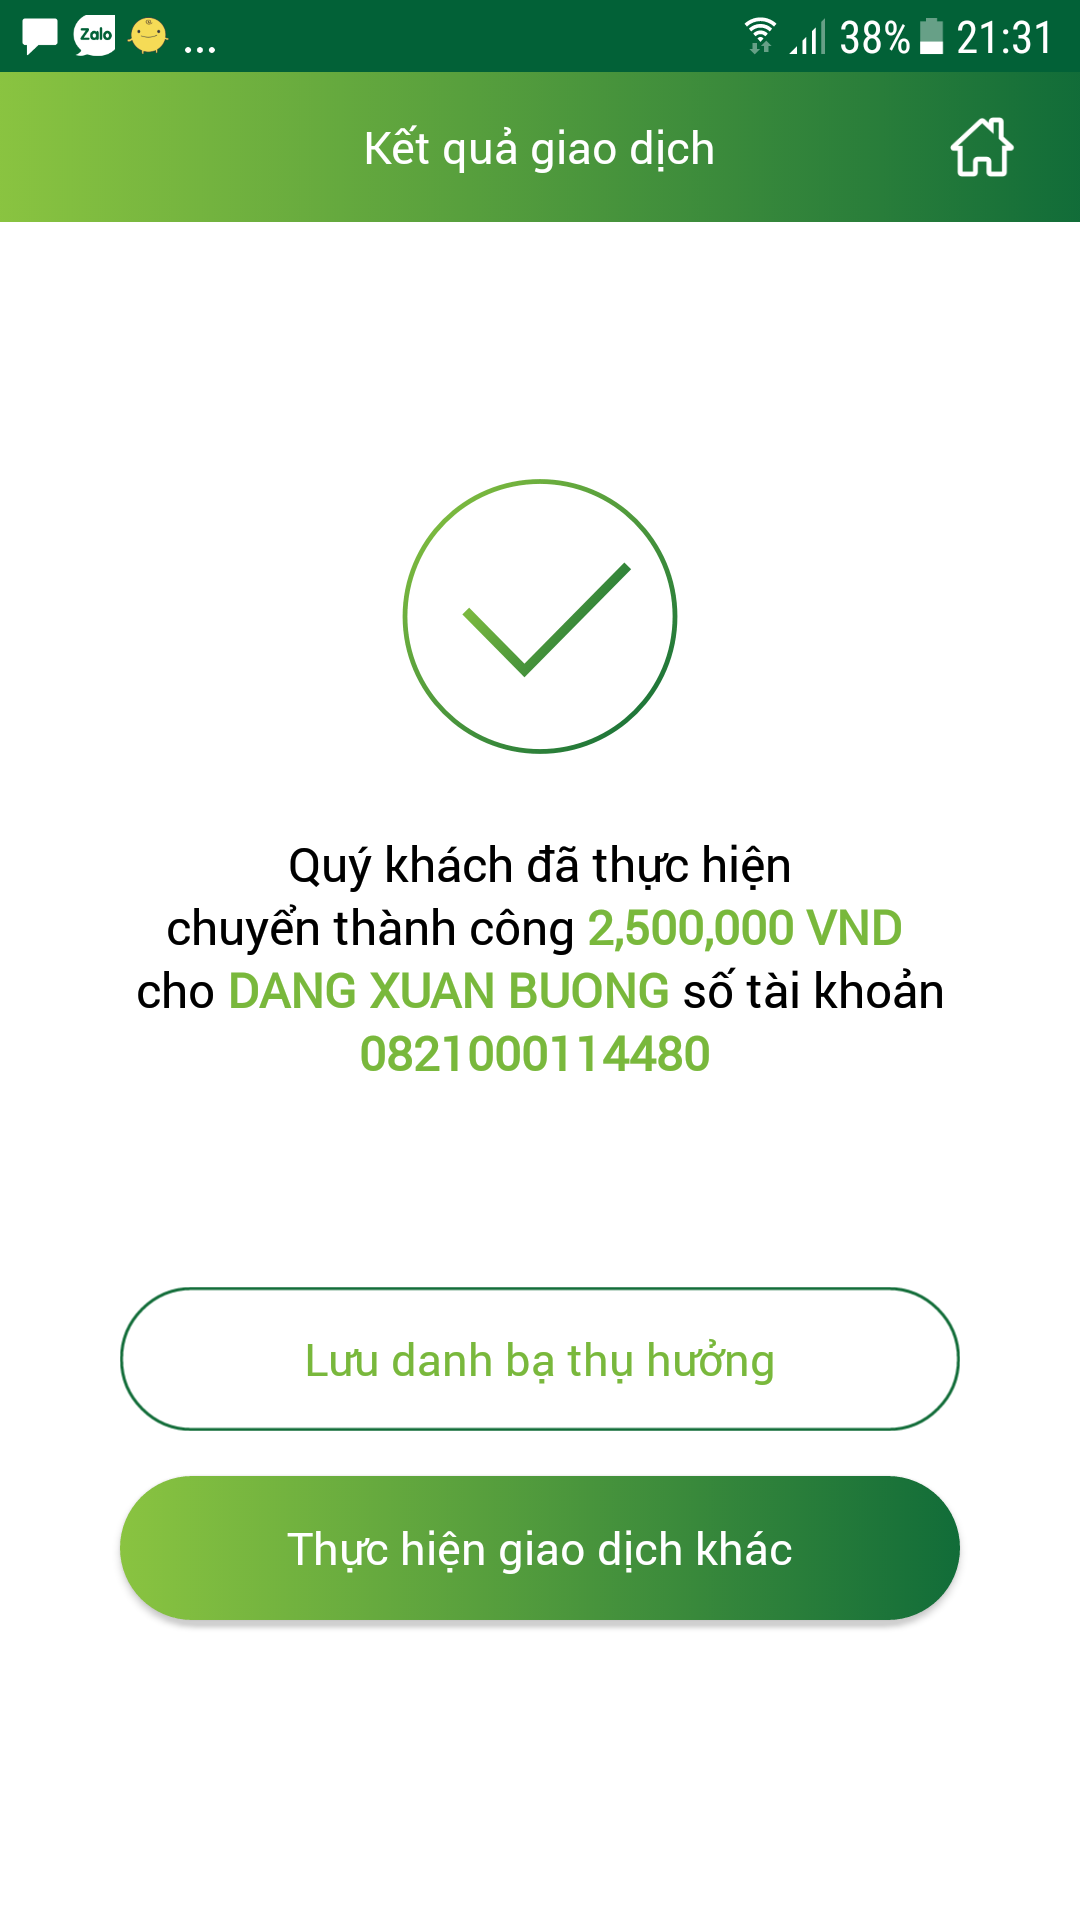 Zalo ... 38% 21:31
Kết quả giao dịch
Quý khách đã thực hiện
chuyển thành công 2,500,000 VND
cho DANG XUAN BUONG số tài khoản
0821000114480
Lưu danh bạ thụ hưởng
Thực hiện giao dịch khác